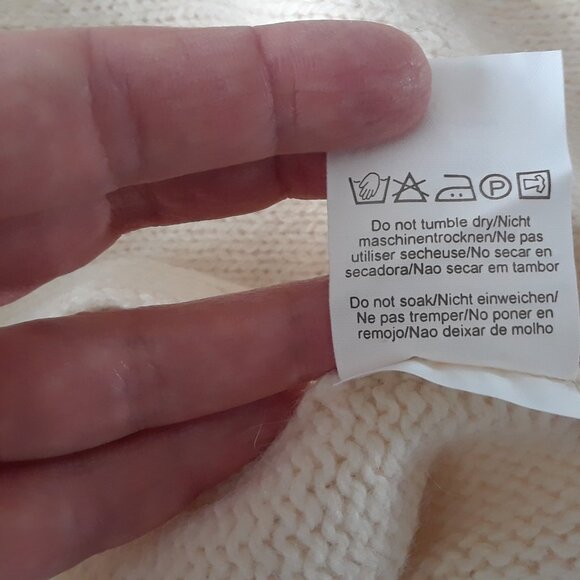 P
Do not tumble dry/Nicht
maschinentrocknen/Ne pas
utiliser secheuse/No secar en
secadora/Nao secar em tambor
Do not soak/Nicht einweichen/
Ne pas tremper/No poner en
remojo/Nao deixar de molho